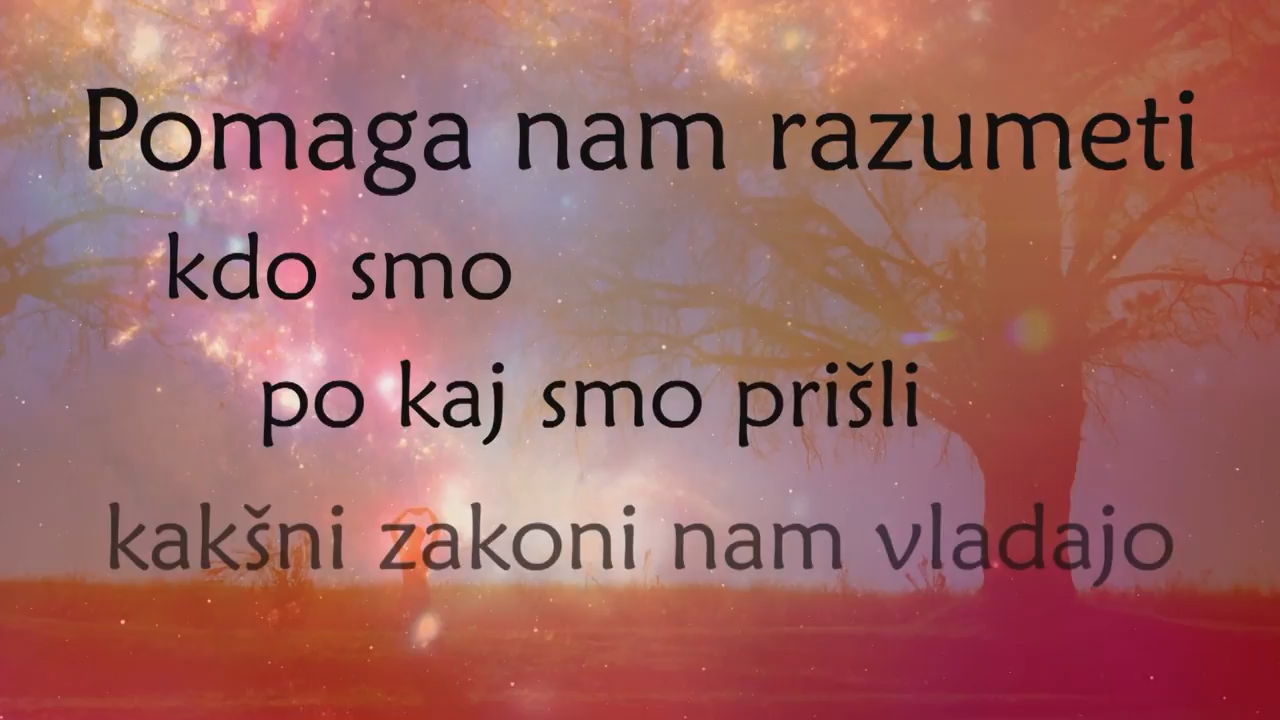 Pomaga nam razumeti
kdo smo
po kaj smo prišli
kakšni zakoni nam vladajo